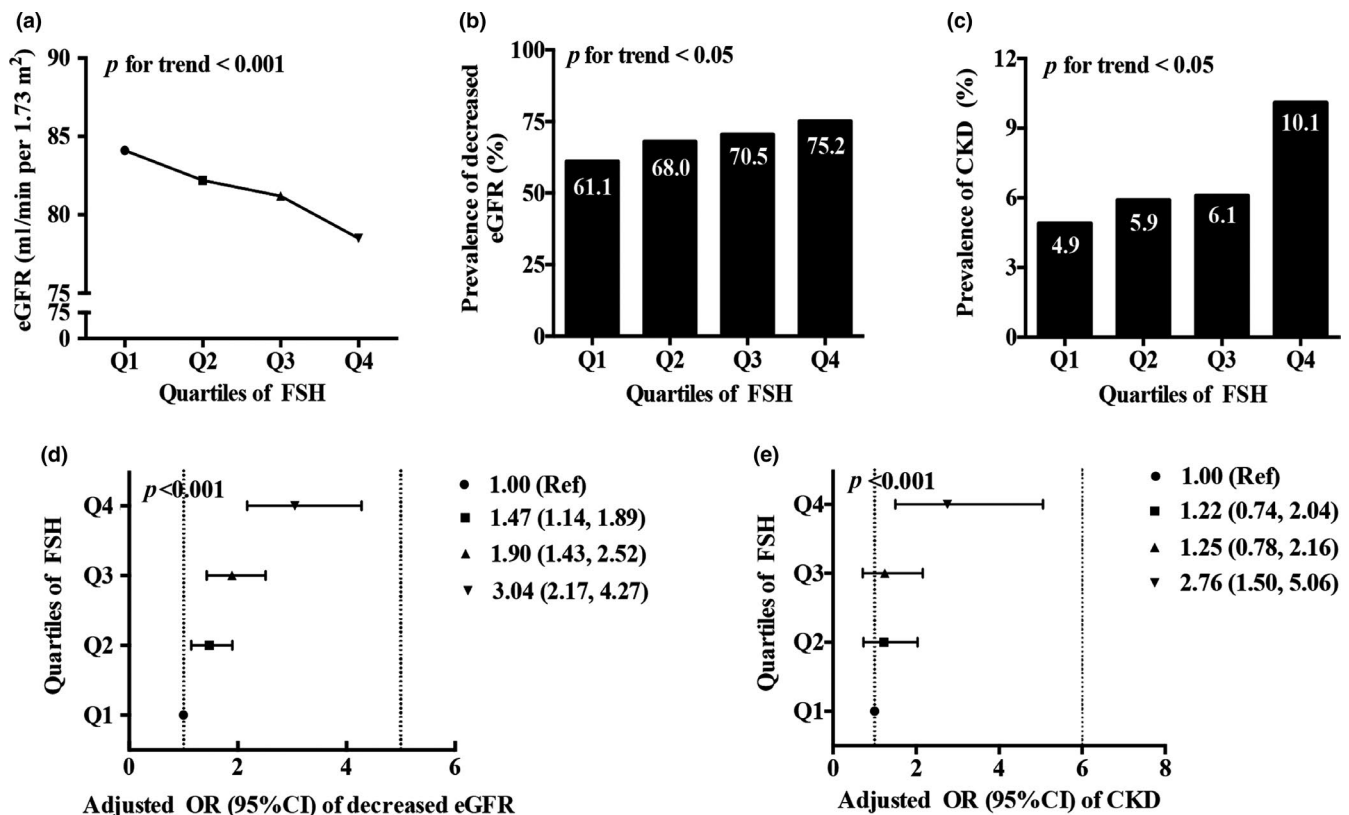 (a)
p for trend < 0.001
eGFR (ml/min per 1.73 m²)
90
85
80
75
75
0
Q1 Q2 Q3 Q4
Quartiles of FSH
(b)
p for trend < 0.05
Prevalence of decreased
eGFR (%)
100
75
50
25
0
61.1 68.0 70.5 75.2
Q1 Q2 Q3 Q4
Quartiles of FSH
(c)
p for trend < 0.05
Prevalence of CKD (%)
12
9
6
3
0
4.9 5.9 6.1 10.1
Q1 Q2 Q3 Q4
Quartiles of FSH
(d)
p<0.001
Quartiles of FSH
Q4
Q3
Q2
Q1
0 2 4 6
Adjusted OR (95%CI) of decreased eGFR
1.00 (Ref)
1.47 (1.14, 1.89)
1.90 (1.43, 2.52)
3.04 (2.17, 4.27)
(e)
p <0.001
Quartiles of FSH
Q4
Q3
Q2
Q1
0 2 4 6 8
Adjusted OR (95%CI) of CKD
1.00 (Ref)
1.22 (0.74, 2.04)
1.25 (0.78, 2.16)
2.76 (1.50, 5.06)